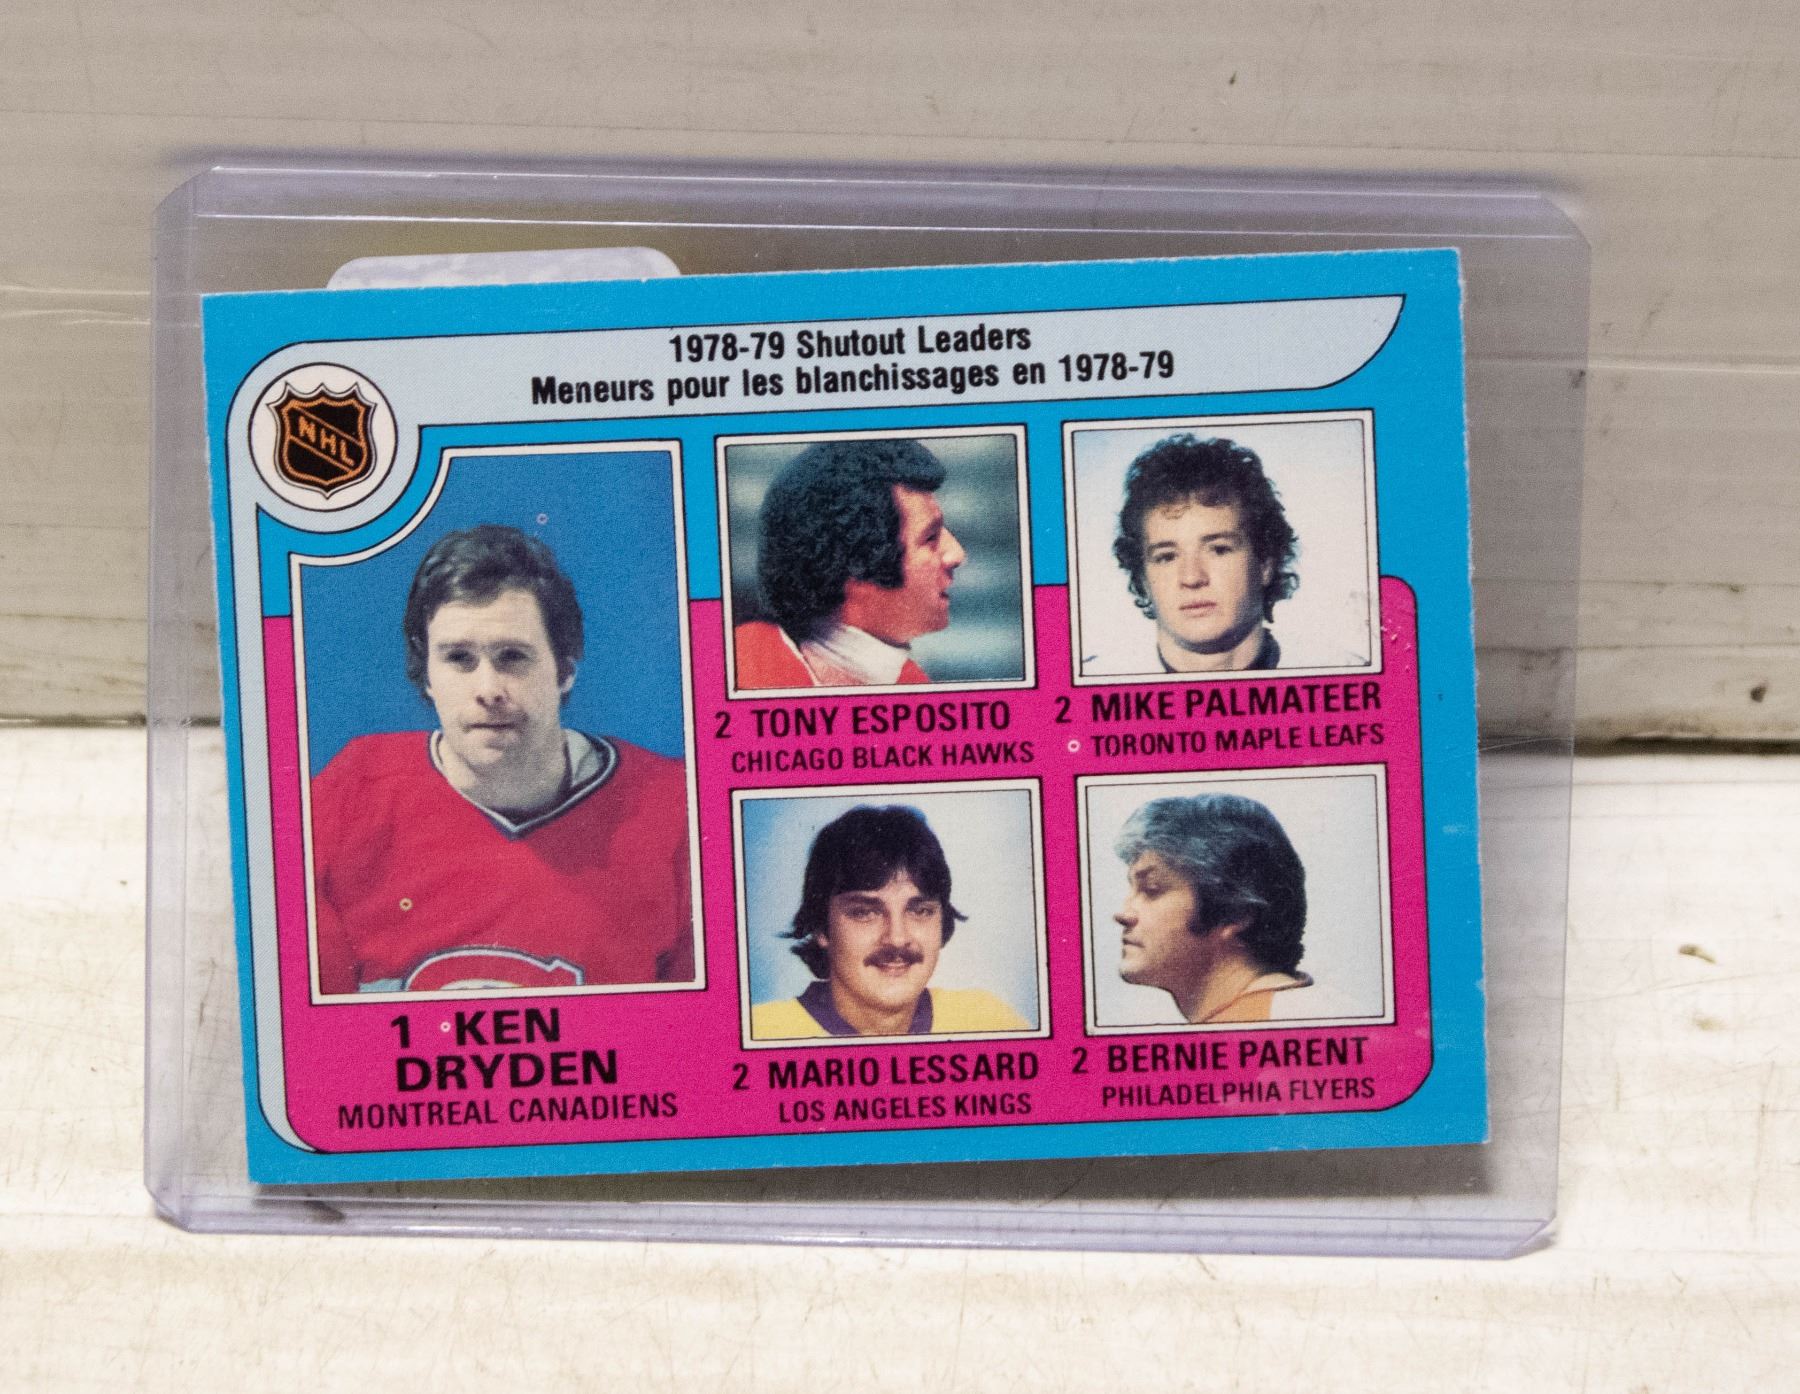 1978-79 Shutout Leaders
Meneurs pour les blanchissages en 1978-79
NHL
1 KEN
DRYDEN
MONTREAL CANADIENS
2 TONY ESPOSITO
CHICAGO BLACK HAWKS
2 MIKE PALMATEER
TORONTO MAPLE LEAFS
2 MARIO LESSARD
LOS ANGELES KINGS
2 BERNIE PARENT
PHILADELPHIA FLYERS